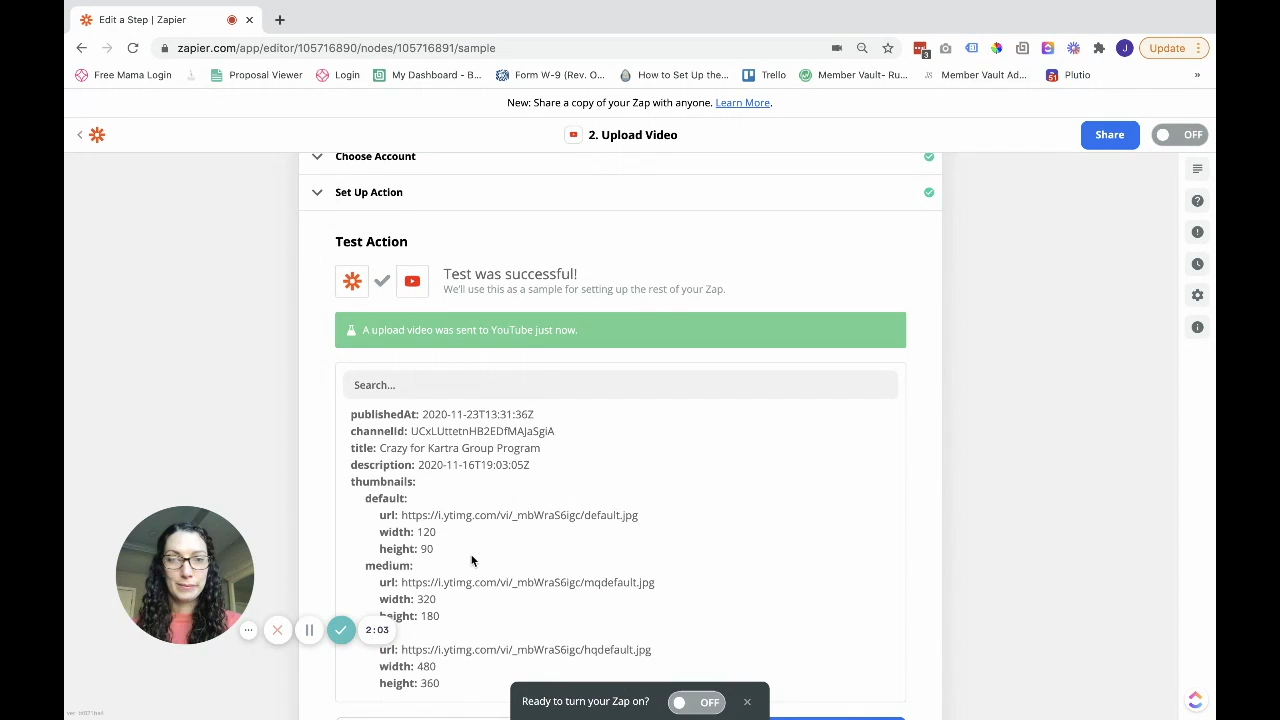 Edit a Step | Zapier
zapier.com/app/editor/105716890/nodes/105716891/sample
3
J
Update
Free Mama Login
Proposal Viewer
Login
My Dashboard - B...
Form W-9 (Rev. O...
How to Set Up the...
Trello
Member Vault- Ru...
Member Vault Ad...
Plutio
»
New: Share a copy of your Zap with anyone. Learn More.
2. Upload Video
Share
OFF
Choose Account
Set Up Action
Test Action
Test was successful!
We'll use this as a sample for setting up the rest of your Zap.
A upload video was sent to YouTube just now.
Search...
publishedAt: 2020-11-23T13:31:36Z
channelId: UCxLUttetnHB2EDfMAJaSgiA
title: Crazy for Kartra Group Program
description: 2020-11-16T19:03:05Z
thumbnails:
default:
url: https://i.ytimg.com/vi/_mbWraS6igc/default.jpg
width: 120
height: 90
medium:
url: https://i.ytimg.com/vi/_mbWraS6igc/mqdefault.jpg
width: 320
height: 180
2:03
url: https://i.ytimg.com/vi/_mbWraS6igc/hqdefault.jpg
width: 480
height: 360
Ready to turn your Zap on?
OFF